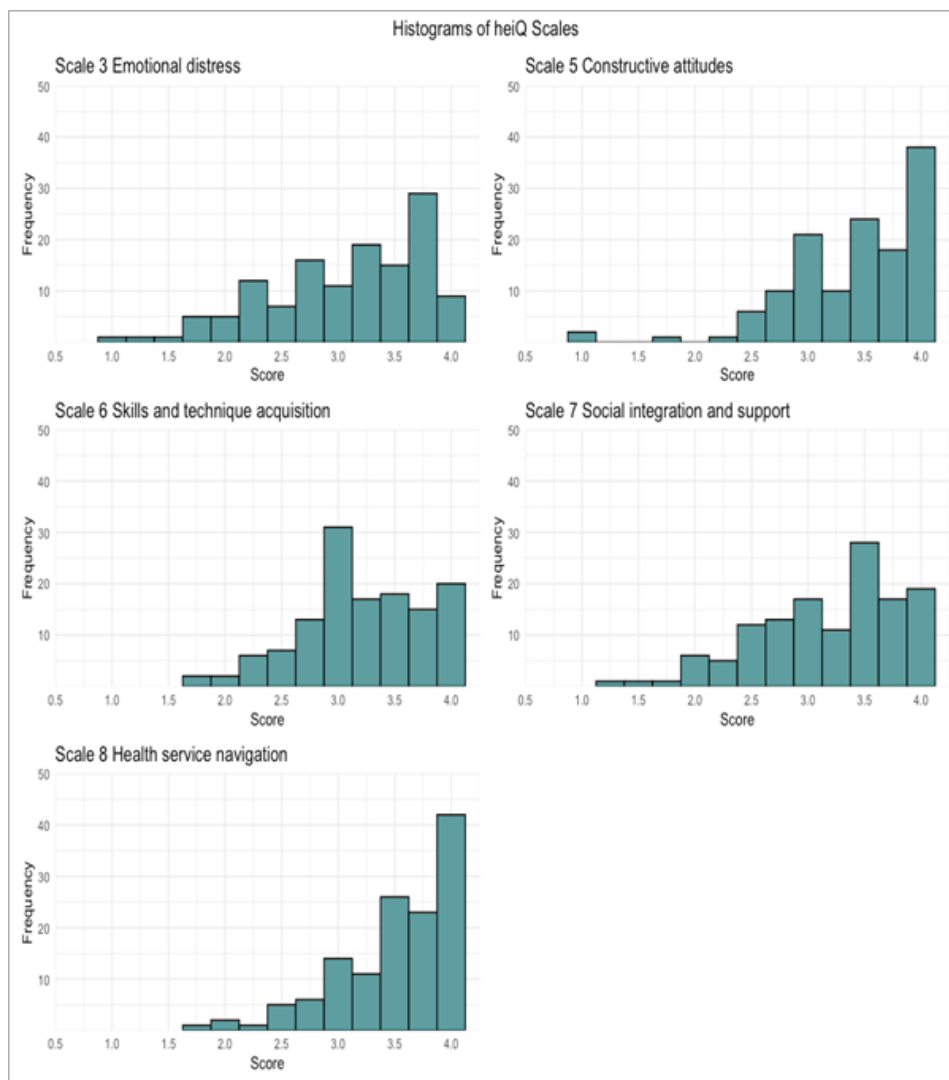 Histograms of heiQ Scales
Scale 3 Emotional distress
50
40
30
20
10
Frequency
0.5 1.0 1.5 2.0 2.5 3.0 3.5 4.0
Score
Scale 5 Constructive attitudes
50
40
30
20
10
Frequency
0.5 1.0 1.5 2.0 2.5 3.0 3.5 4.0
Score
Scale 6 Skills and technique acquisition
50
40
30
20
10
Frequency
0.5 1.0 1.5 2.0 2.5 3.0 3.5 4.0
Score
Scale 7 Social integration and support
50
40
30
20
10
Frequency
0.5 1.0 1.5 2.0 2.5 3.0 3.5 4.0
Score
Scale 8 Health service navigation
50
40
30
20
10
Frequency
0.5 1.0 1.5 2.0 2.5 3.0 3.5 4.0
Score